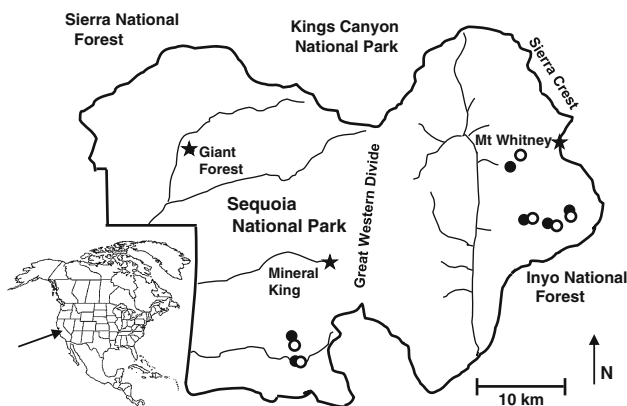 Sierra National
Forest
Kings Canyon
National Park
Sierra Crest
Mt Whitney
Giant
Forest
Great Western Divide
Sequoia
National Park
Mineral
King
Inyo National
Forest
N
10 km